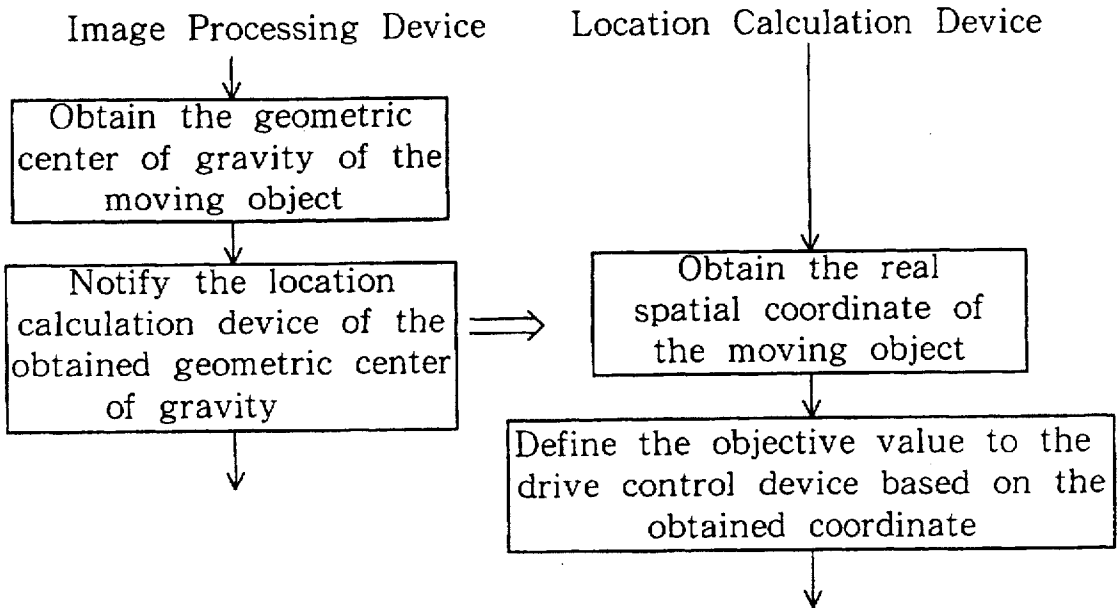 Image Processing Device
Obtain the geometric
center of gravity of the
moving object
Notify the location
calculation device of the
obtained geometric center
of gravity
Location Calculation Device
Obtain the real
spatial coordinate of
the moving object
Define the objective value to the
drive control device based on the
obtained coordinate